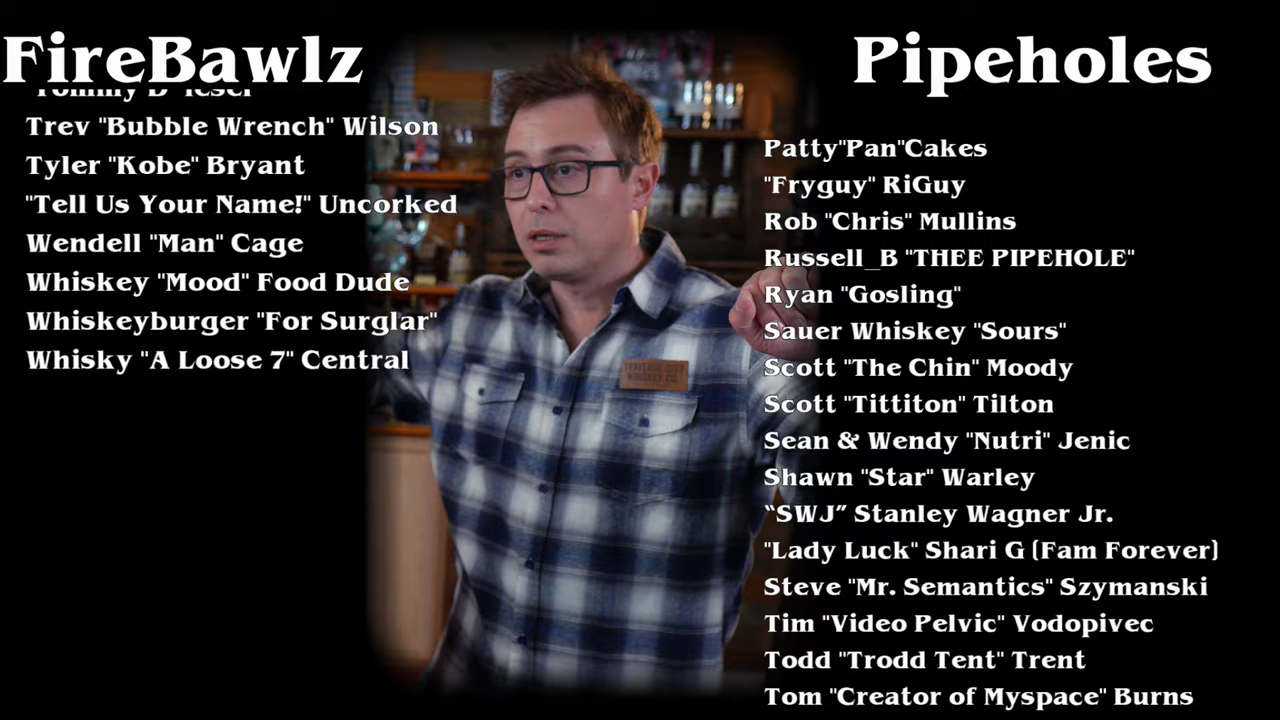 FireBawlz
Trev "Bubble Wrench" Wilson
Tyler "Kobe" Bryant
"Tell Us Your Name!" Uncorked
Wendell "Man" Cage
Whiskey "Mood" Food Dude
Whiskeyburger "For Surglar"
Whisky "A Loose 7" Central
Pipeholes
Patty"Pan"Cakes
"Fryguy" RiGuy
Rob "Chris" Mullins
Russell_B "THEE PIPEHOLE"
Ryan "Gosling"
Sauer Whiskey "Sours"
Scott "The Chin" Moody
Scott "Tittiton" Tilton
Sean & Wendy "Nutri" Jenic
Shawn "Star" Warley
“SWJ” Stanley Wagner Jr.
"Lady Luck" Shari G (Fam Forever)
Steve "Mr. Semantics" Szymanski
Tim "Video Pelvic" Vodopivec
Todd "Trodd Tent" Trent
Tom "Creator of Myspace" Burns
TRAVERSE CITY
WHISKEY CO.